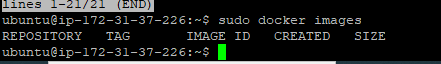 lines 1-21/21 (END)
ubuntu@ip-172-31-37-226:~$ sudo docker images
REPOSITORY   TAG       IMAGE ID   CREATED   SIZE
ubuntu@ip-172-31-37-226:~$